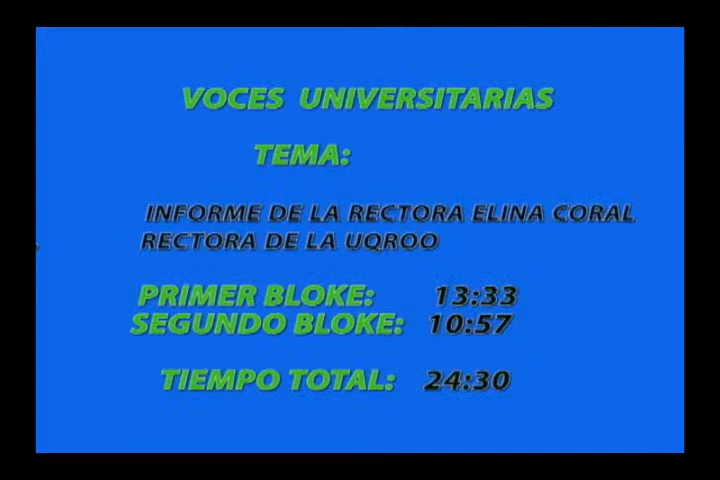 VOCES UNIVERSITARIAS
TEMA:
INFORME DE LA RECTORA ELINA CORAL
RECTORA DE LA UQROO
PRIMER BLOKE: 13:33
SEGUNDO BLOKE: 10:57
TIEMPO TOTAL: 24:30